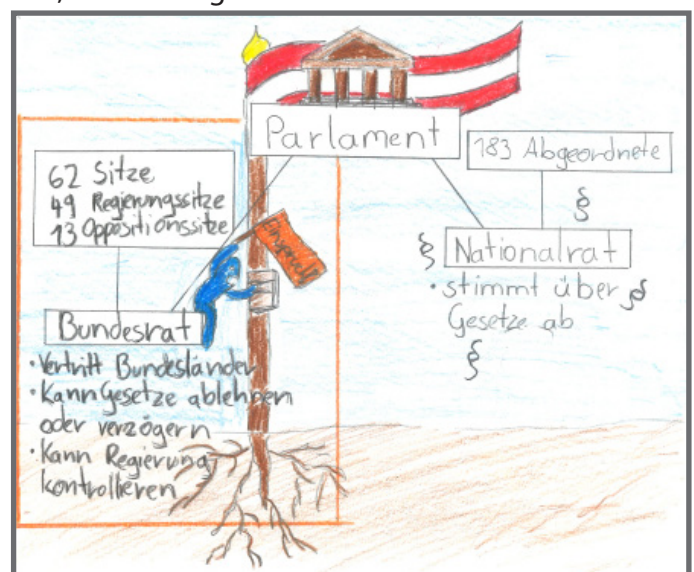 Parlament
183 Abgeordnete
§
§ Nationalrat
• stimmt über §
Gesetze ab
§
62 Sitze
49 Regierungssitze
13 Oppositionssitze
Einspruch
Bundesrat
• Vertritt Bundesländer
• Kann Gesetze ablehnen
oder verzögern
• Kann Regierung
kontrollieren